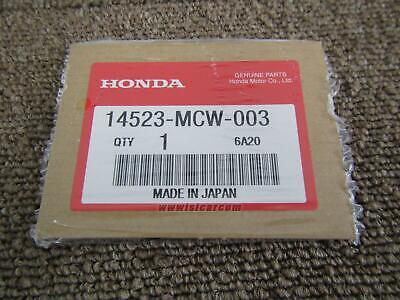 HONDA
GENUINE PARTS
Honda Motor Co., Ltd.
14523-MCW-003
QTY 1 6A20
MADE IN JAPAN
www.sicar.com